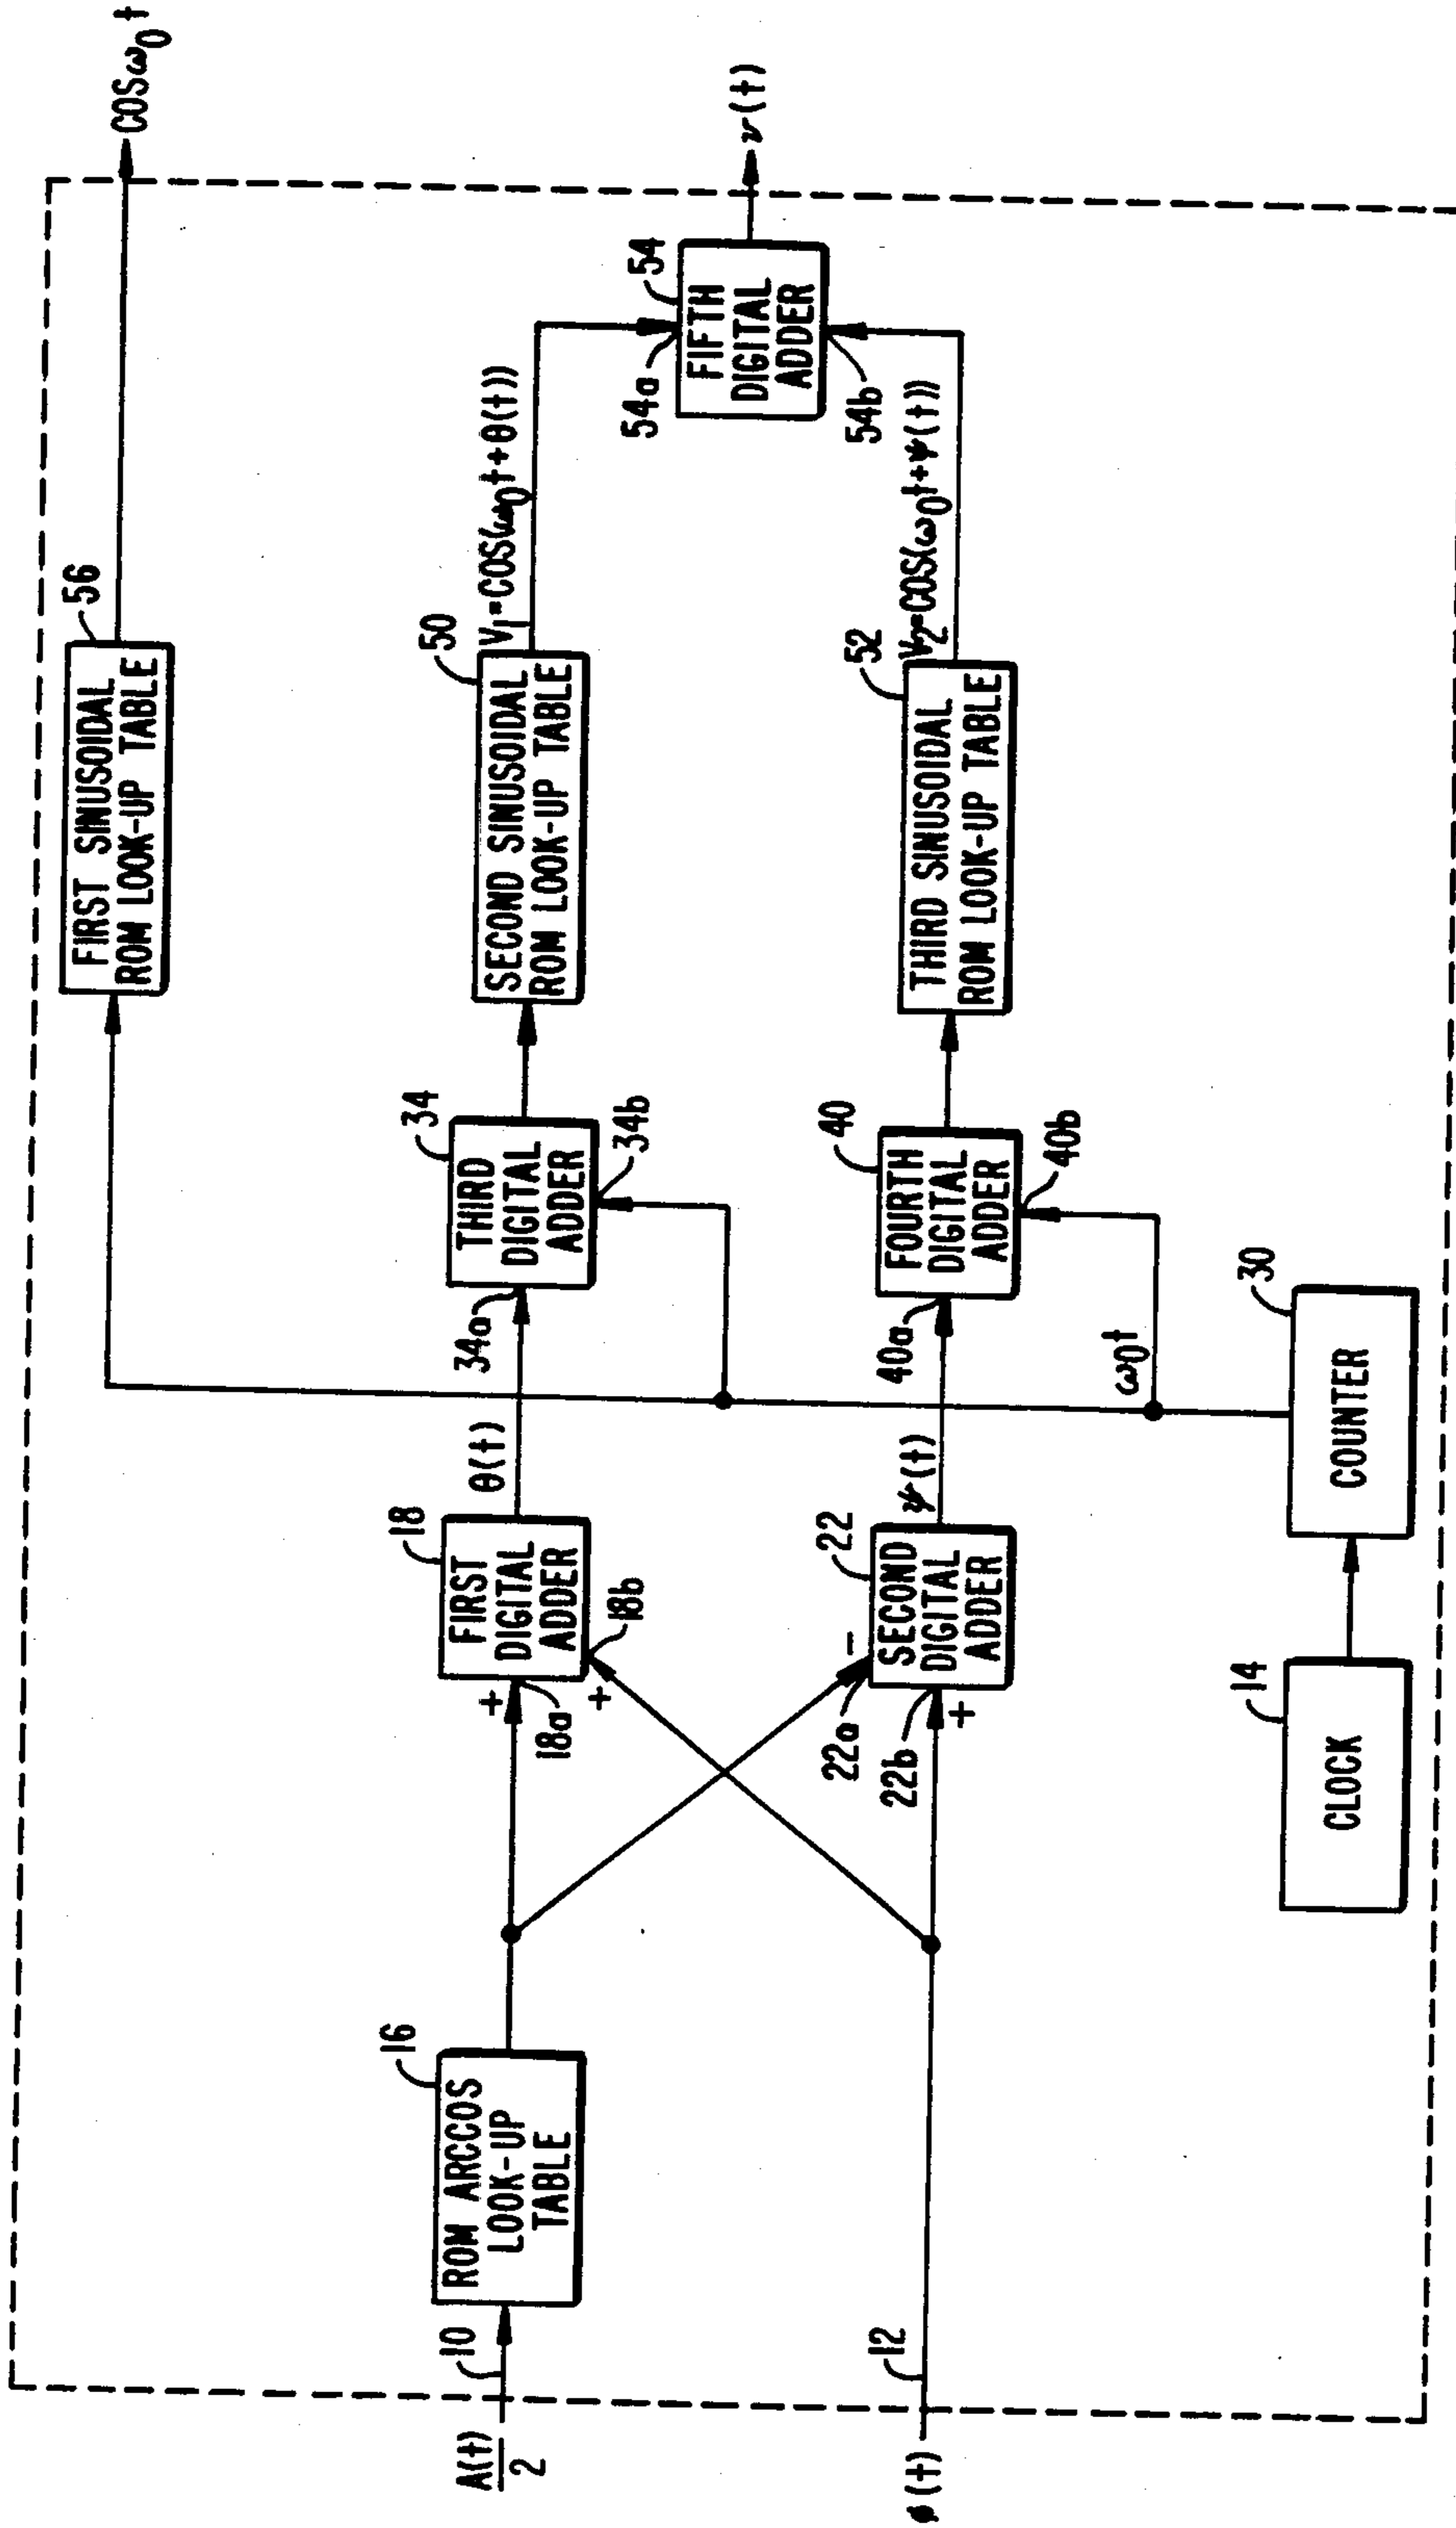 A(t)
2
10
ROM ARCCOS
LOOK-UP
TABLE
16
ϕ(t)
12
+
18a
+
18b
FIRST
DIGITAL
ADDER
18
θ(t)
22a
−
22b
+
SECOND
DIGITAL
ADDER
22
ψ(t)
CLOCK
14
COUNTER
30
ω0t
34a
THIRD
DIGITAL
ADDER
34
34b
40a
FOURTH
DIGITAL
ADDER
40
40b
FIRST SINUSOIDAL
ROM LOOK-UP TABLE
56
COSω0t
SECOND SINUSOIDAL
ROM LOOK-UP TABLE
50
V1=COS(ω0t+θ(t))
THIRD SINUSOIDAL
ROM LOOK-UP TABLE
52
V2=COS(ω0t+ψ(t))
54a
FIFTH
DIGITAL
ADDER
54
54b
v(t)